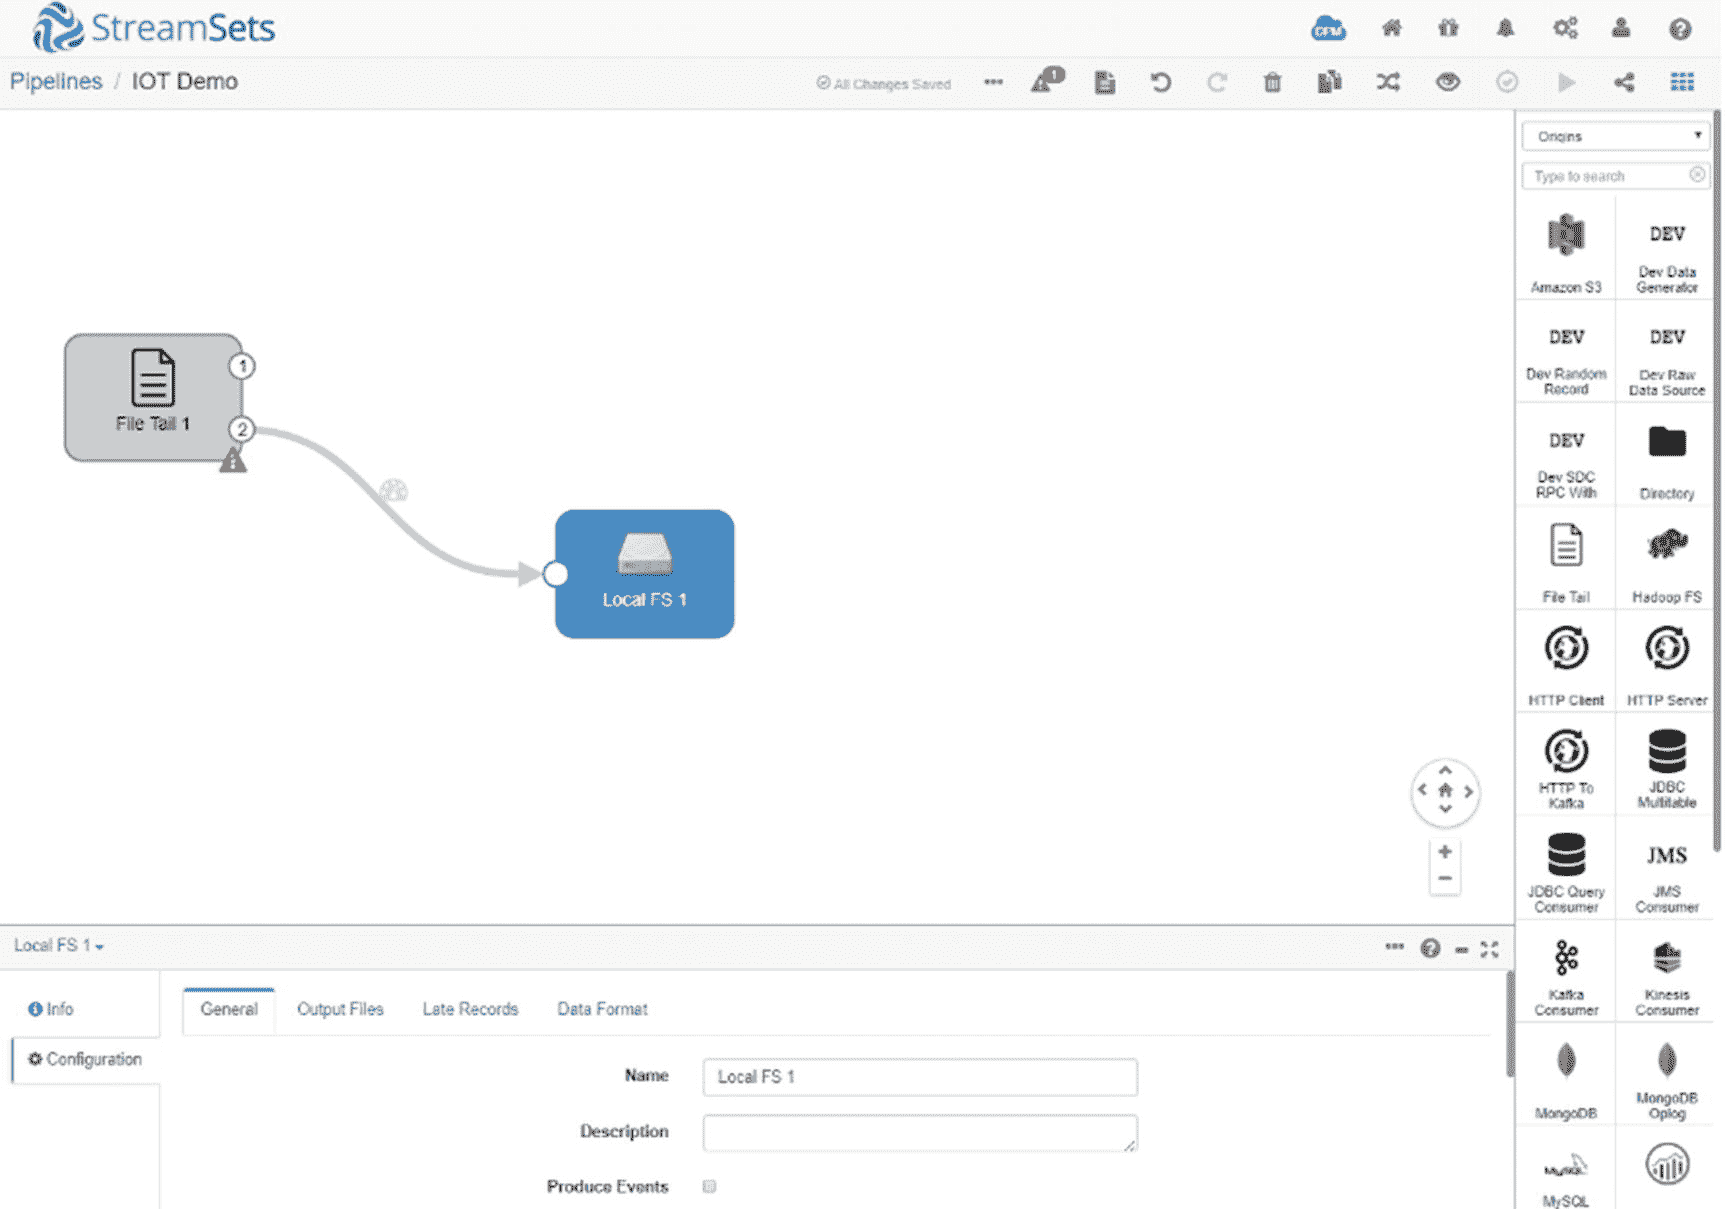 StreamSets
DPM
Pipelines / IOT Demo
All Changes Saved
1
Origins
Type to search
Amazon S3
DEV
Dev Data
Generator
DEV
Dev Random
Record
DEV
Dev Raw
Data Source
DEV
Dev SDC
RPC With
Directory
File Tail
Hadoop FS
HTTP Client
HTTP Server
HTTP To
Kafka
JDBC
Multitable
JDBC Query
Consumer
JMS
JMS
Consumer
Kafka
Consumer
Kinesis
Consumer
MongoDB
MongoDB
Oplog
MySQL
MySQL
File Tail 1
1
2
Local FS 1
Local FS 1
Info
Configuration
General
Output Files
Late Records
Data Format
Name
Local FS 1
Description
Produce Events